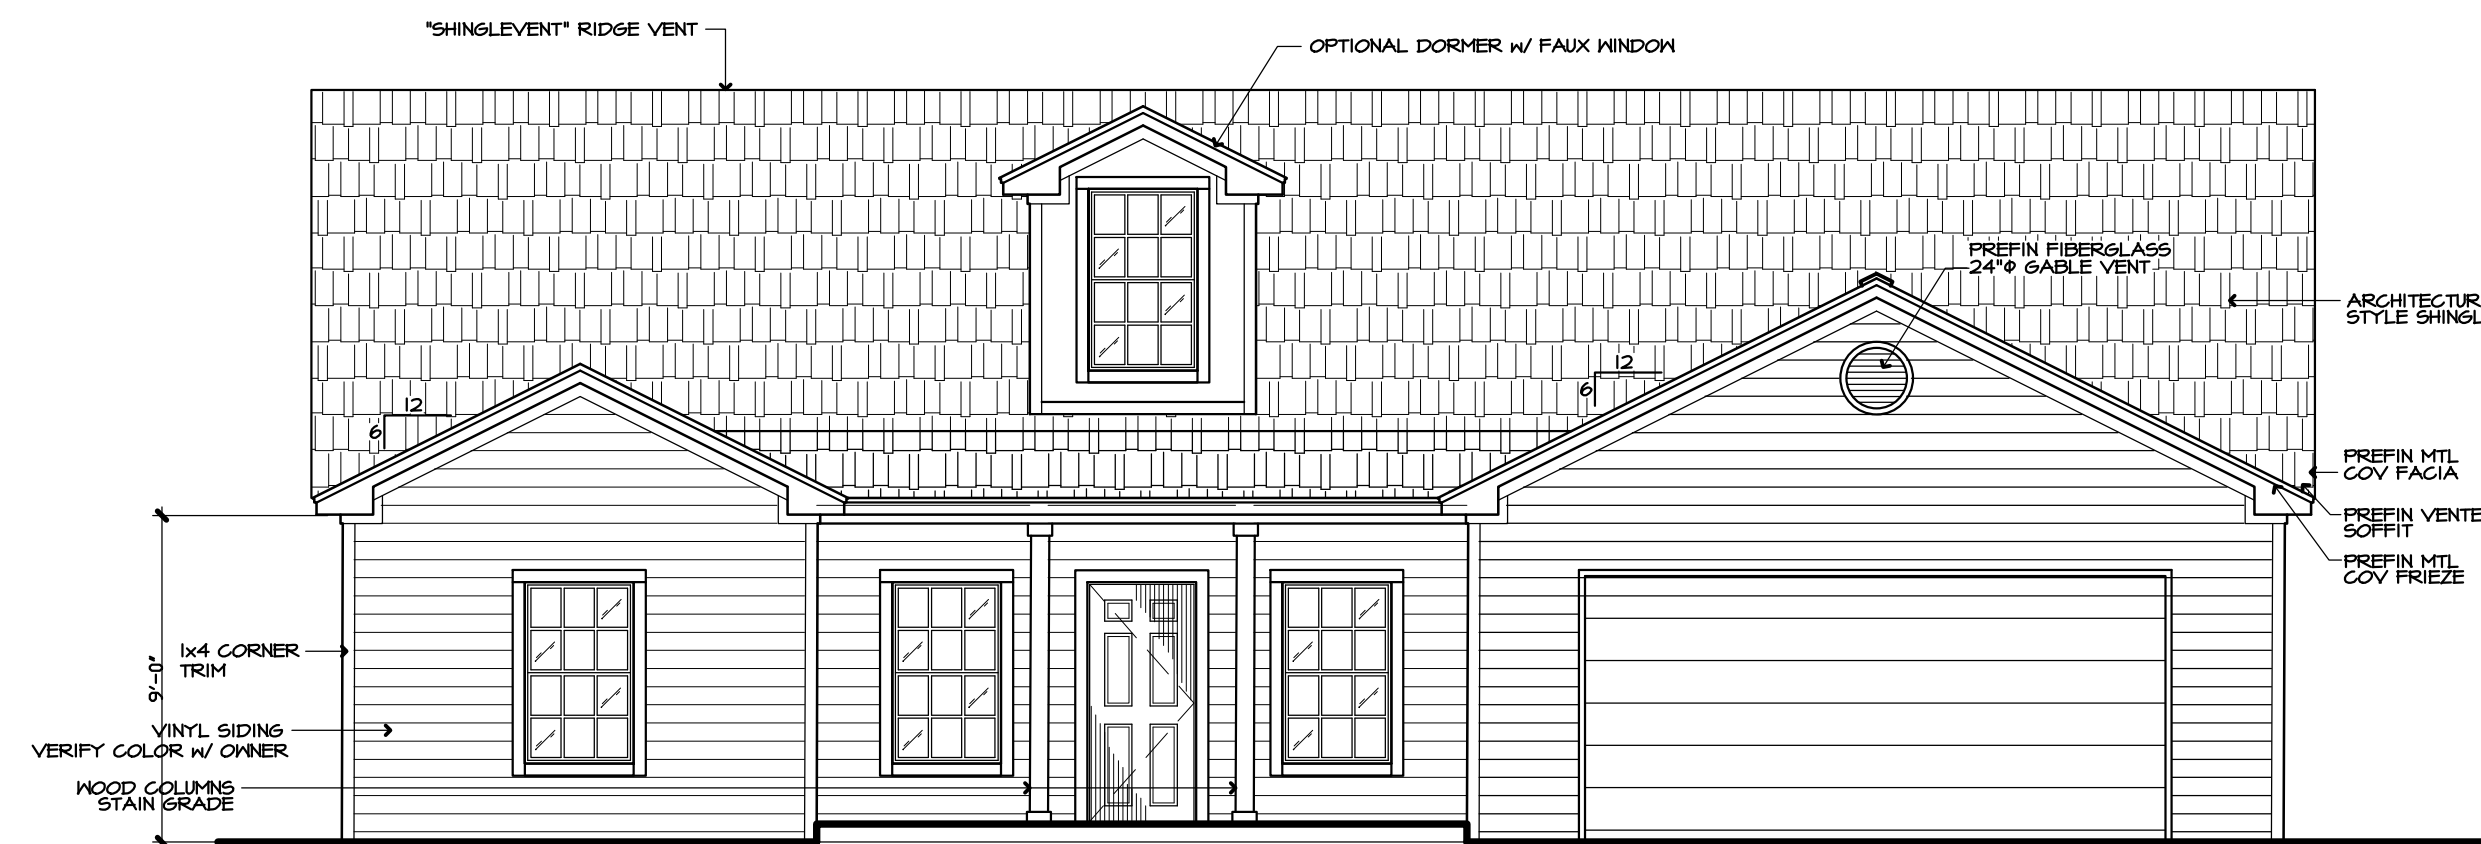 "SHINGLEVENT" RIDGE VENT
OPTIONAL DORMER w/ FAUX WINDOW
PREFIN FIBERGLASS
24"Φ GABLE VENT
ARCHITECTUR
STYLE SHINGL
12
6
12
6
PREFIN MTL
COV FACIA
PREFIN VENTE
SOFFIT
PREFIN MTL
COV FRIEZE
1x4 CORNER
TRIM
9'-0"
VINYL SIDING
VERIFY COLOR w/ OWNER
WOOD COLUMNS
STAIN GRADE